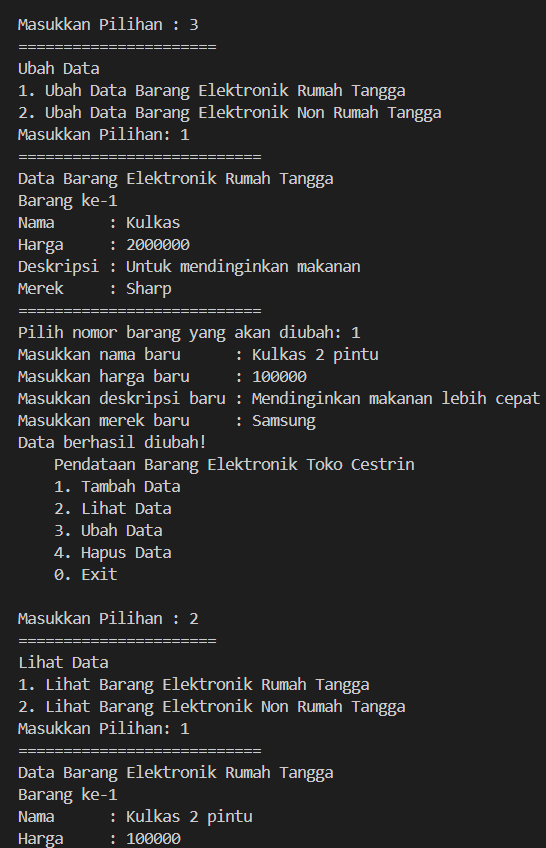 Masukkan Pilihan : 3
======================
Ubah Data
1. Ubah Data Barang Elektronik Rumah Tangga
2. Ubah Data Barang Elektronik Non Rumah Tangga
Masukkan Pilihan: 1
===========================
Data Barang Elektronik Rumah Tangga
Barang ke-1
Nama      : Kulkas
Harga     : 2000000
Deskripsi : Untuk mendinginkan makanan
Merek     : Sharp
===========================
Pilih nomor barang yang akan diubah: 1
Masukkan nama baru      : Kulkas 2 pintu
Masukkan harga baru     : 100000
Masukkan deskripsi baru : Mendinginkan makanan lebih cepat
Masukkan merek baru     : Samsung
Data berhasil diubah!
    Pendataan Barang Elektronik Toko Cestrin
    1. Tambah Data
    2. Lihat Data
    3. Ubah Data
    4. Hapus Data
    0. Exit

Masukkan Pilihan : 2
======================
Lihat Data
1. Lihat Barang Elektronik Rumah Tangga
2. Lihat Barang Elektronik Non Rumah Tangga
Masukkan Pilihan: 1
===========================
Data Barang Elektronik Rumah Tangga
Barang ke-1
Nama      : Kulkas 2 pintu
Harga     : 100000